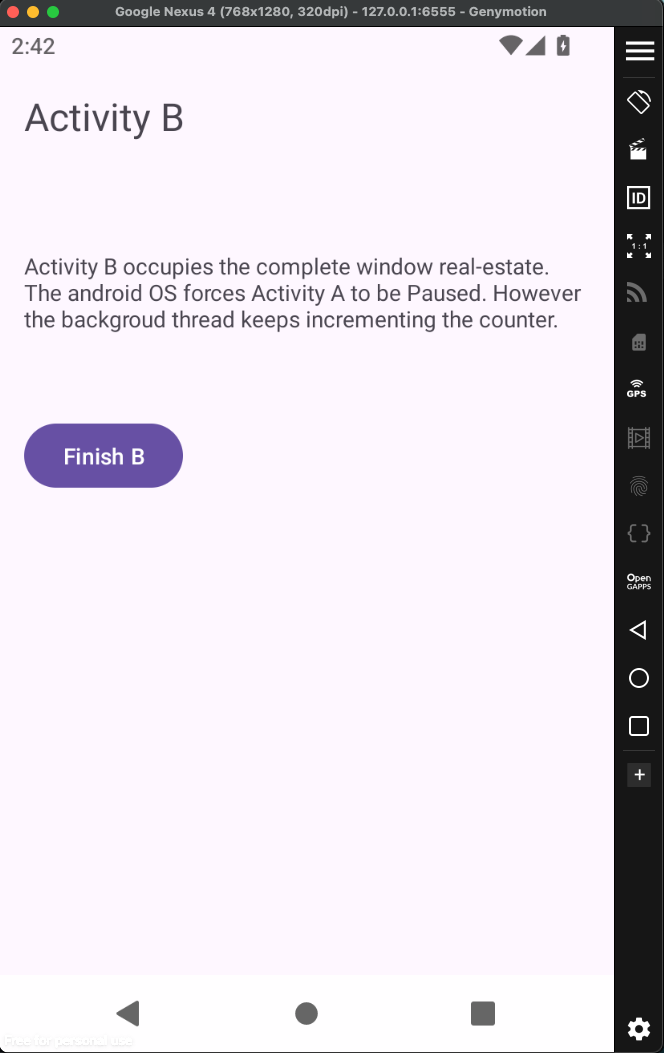 Google Nexus 4 (768x1280, 320dpi) - 127.0.0.1:6555 - Genymotion
2:42
Activity B
ID
1 : 1
Activity B occupies the complete window real-estate.
The android OS forces Activity A to be Paused. However
the backgroud thread keeps incrementing the counter.
GPS
Finish B
Open
GAPPS
Free for personal use